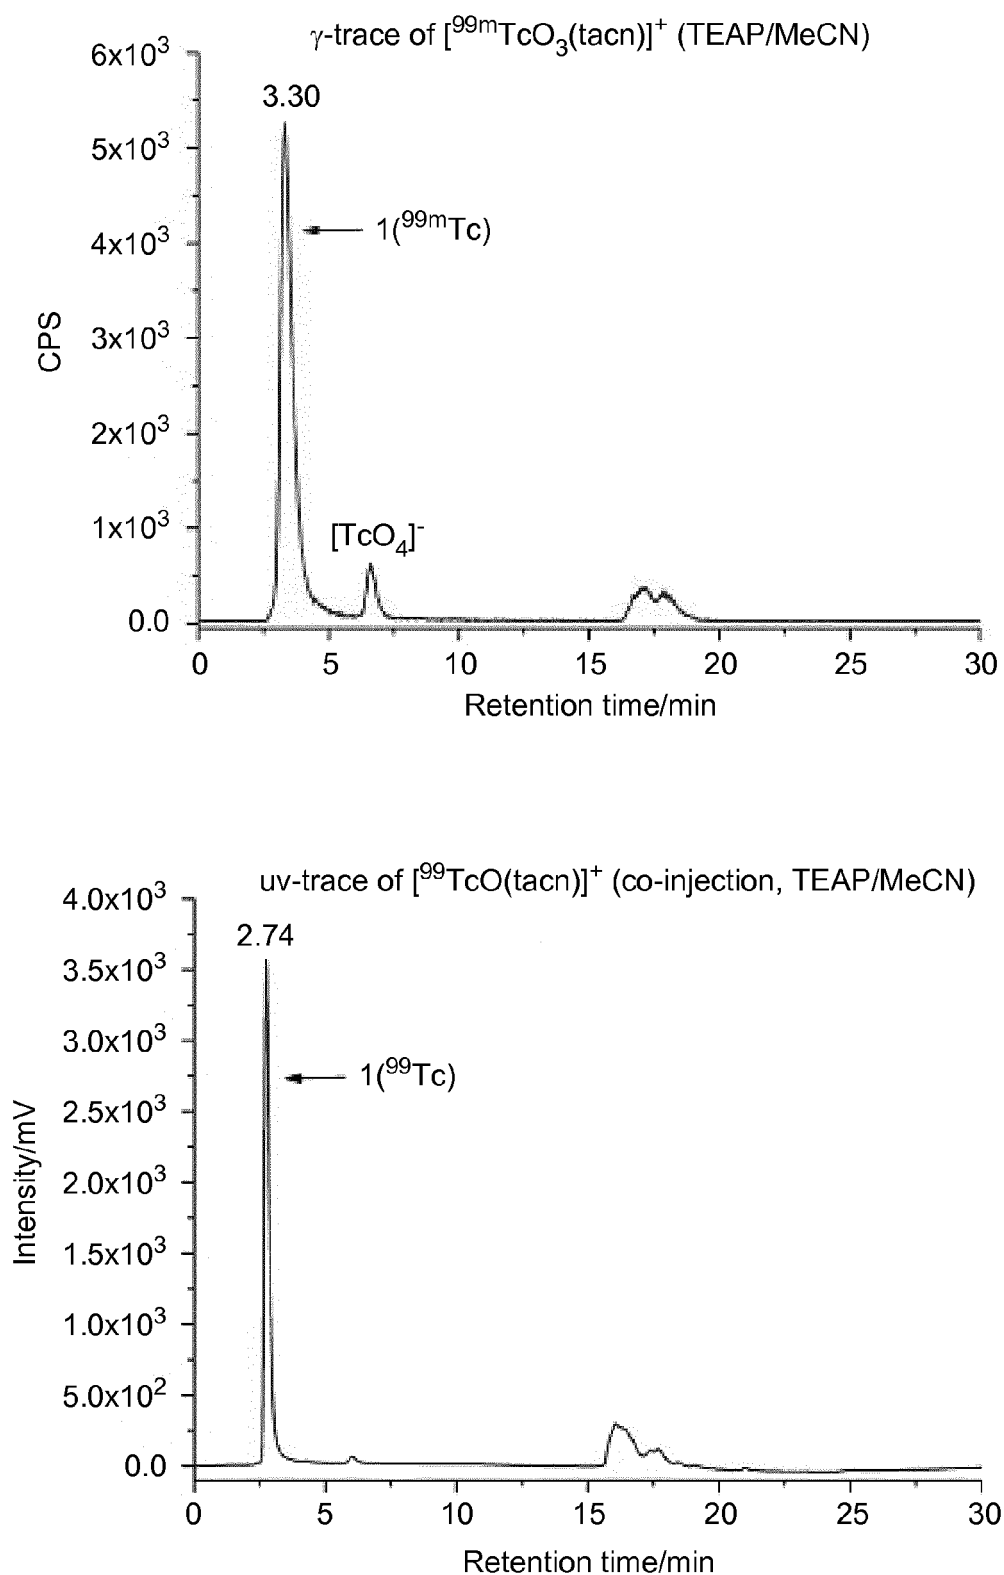 γ-trace of [⁹⁹ᵐTcO₃(tacn)]⁺ (TEAP/MeCN)
6x10³
3.30
5x10³
1(⁹⁹ᵐTc)
4x10³
CPS
3x10³
2x10³
1x10³
[TcO₄]⁻
0.0
0 5 10 15 20 25 30
Retention time/min
uv-trace of [⁹⁹TcO(tacn)]⁺ (co-injection, TEAP/MeCN)
4.0x10³
2.74
3.5x10³
3.0x10³
1(⁹⁹Tc)
2.5x10³
Intensity/mV
2.0x10³
1.5x10³
1.0x10³
5.0x10²
0.0
0 5 10 15 20 25 30
Retention time/min